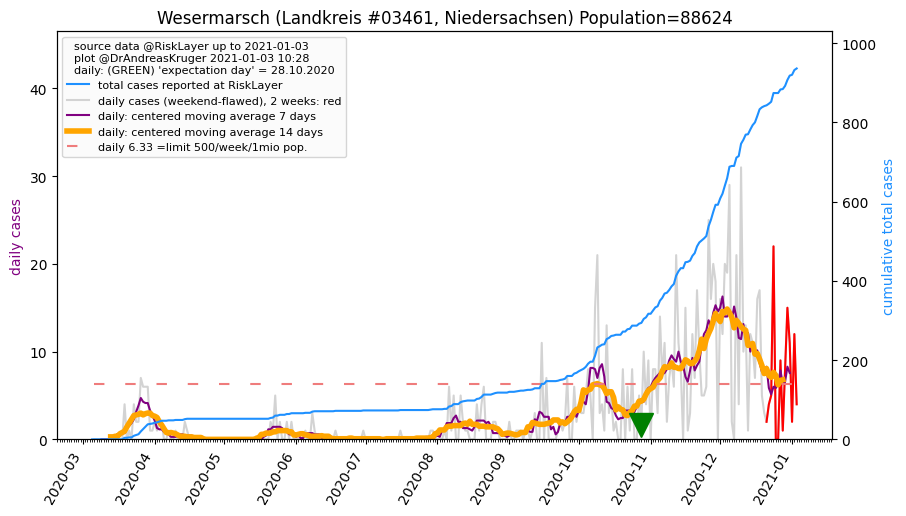 Wesermarsch (Landkreis #03461, Niedersachsen) Population=88624
source data @RiskLayer up to 2021-01-03
plot @DrAndreasKruger 2021-01-03 10:28
daily: (GREEN) 'expectation day' = 28.10.2020
total cases reported at RiskLayer
daily cases (weekend-flawed), 2 weeks: red
daily: centered moving average 7 days
daily: centered moving average 14 days
daily 6.33 =limit 500/week/1mio pop.
daily cases
40
30
20
10
0
cumulative total cases
1000
800
600
400
200
0
2020-03
2020-04
2020-05
2020-06
2020-07
2020-08
2020-09
2020-10
2020-11
2020-12
2021-01